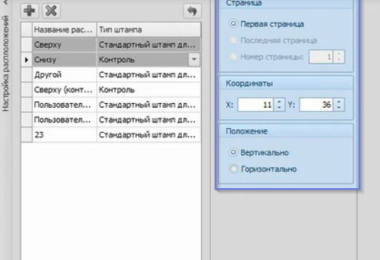 Настройка расположений
Название рас... Тип штампа
Сверху Стандартный штамп дл...
Снизу Контроль
Другой Стандартный штамп дл...
Сверху (конт... Контроль
Пользовател... Стандартный штамп дл...
Пользовател... Стандартный штамп дл...
23 Стандартный штамп дл...
Страница
Первая страница
Последняя страница
Номер страницы: 1
Координаты
X: 11 Y: 36
Положение
Вертикально
Горизонтально